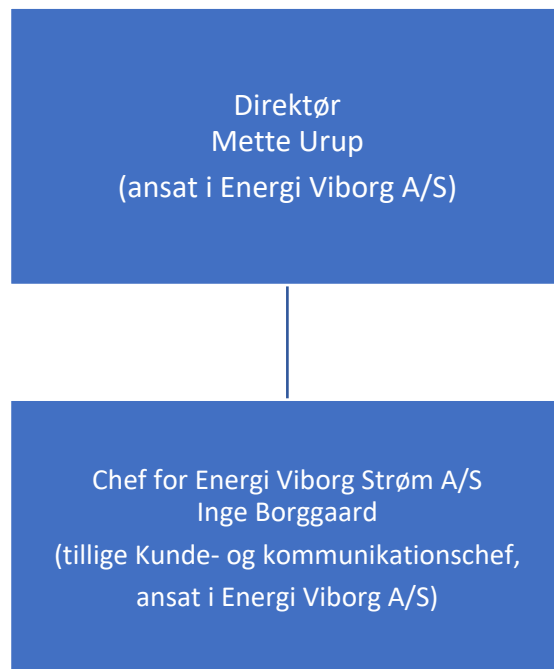 Direktør
Mette Urup
(ansat i Energi Viborg A/S)
Chef for Energi Viborg Strøm A/S
Inge Borggaard
(tillige Kunde- og kommunikationschef,
ansat i Energi Viborg A/S)